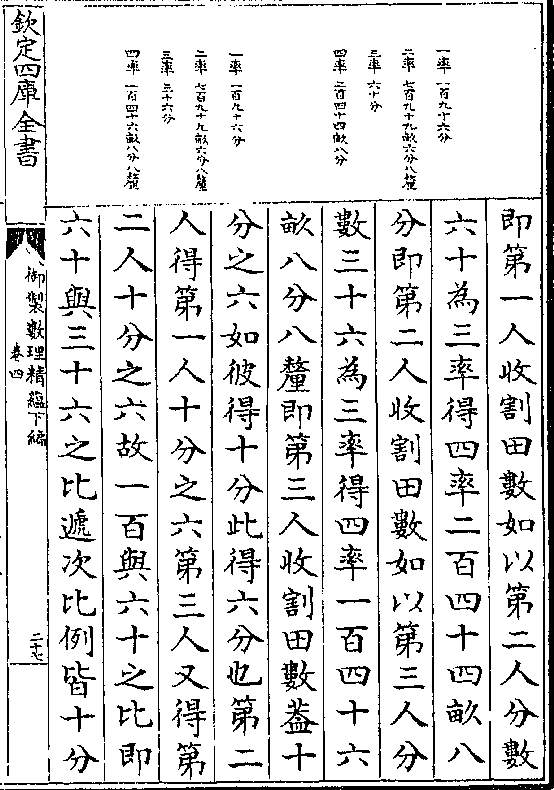 一率 一百九十六分
二率 七百九十九畝六分八釐
三率 六十分
四率 二百四十四畝八分
一率 一百九十六分
二率 七百九十九畝六分八釐
三率 三十六分
四率 一百四十六畝八分八釐
即第一人收割田數如以第二人分數
六十為三率得四率二百四十四畝八
分即第二人收割田數如以第三人分
數三十六為三率得四率一百四十六
畝八分八釐即第三人收割田數葢十
分之六如彼得十分此得六分也第二
人得第一人十分之六第三人又得第
二人十分之六故一百與六十之比即
六十與三十六之比遞次比例皆十分
欽定四庫全書
御製數理精蘊下編
卷四
二十七